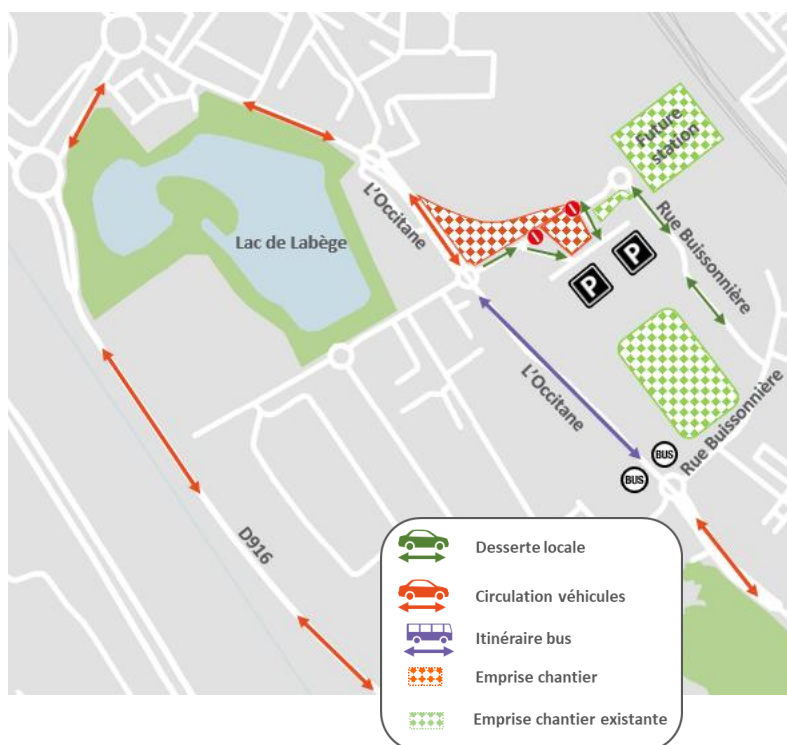 Future
station
L'Occitane
Rue Buissonnière
Lac de Labège
P
P
L'Occitane
Rue Buissonnière
BUS
BUS
D916
Desserte locale
Circulation véhicules
Itinéraire bus
Emprise chantier
Emprise chantier existante